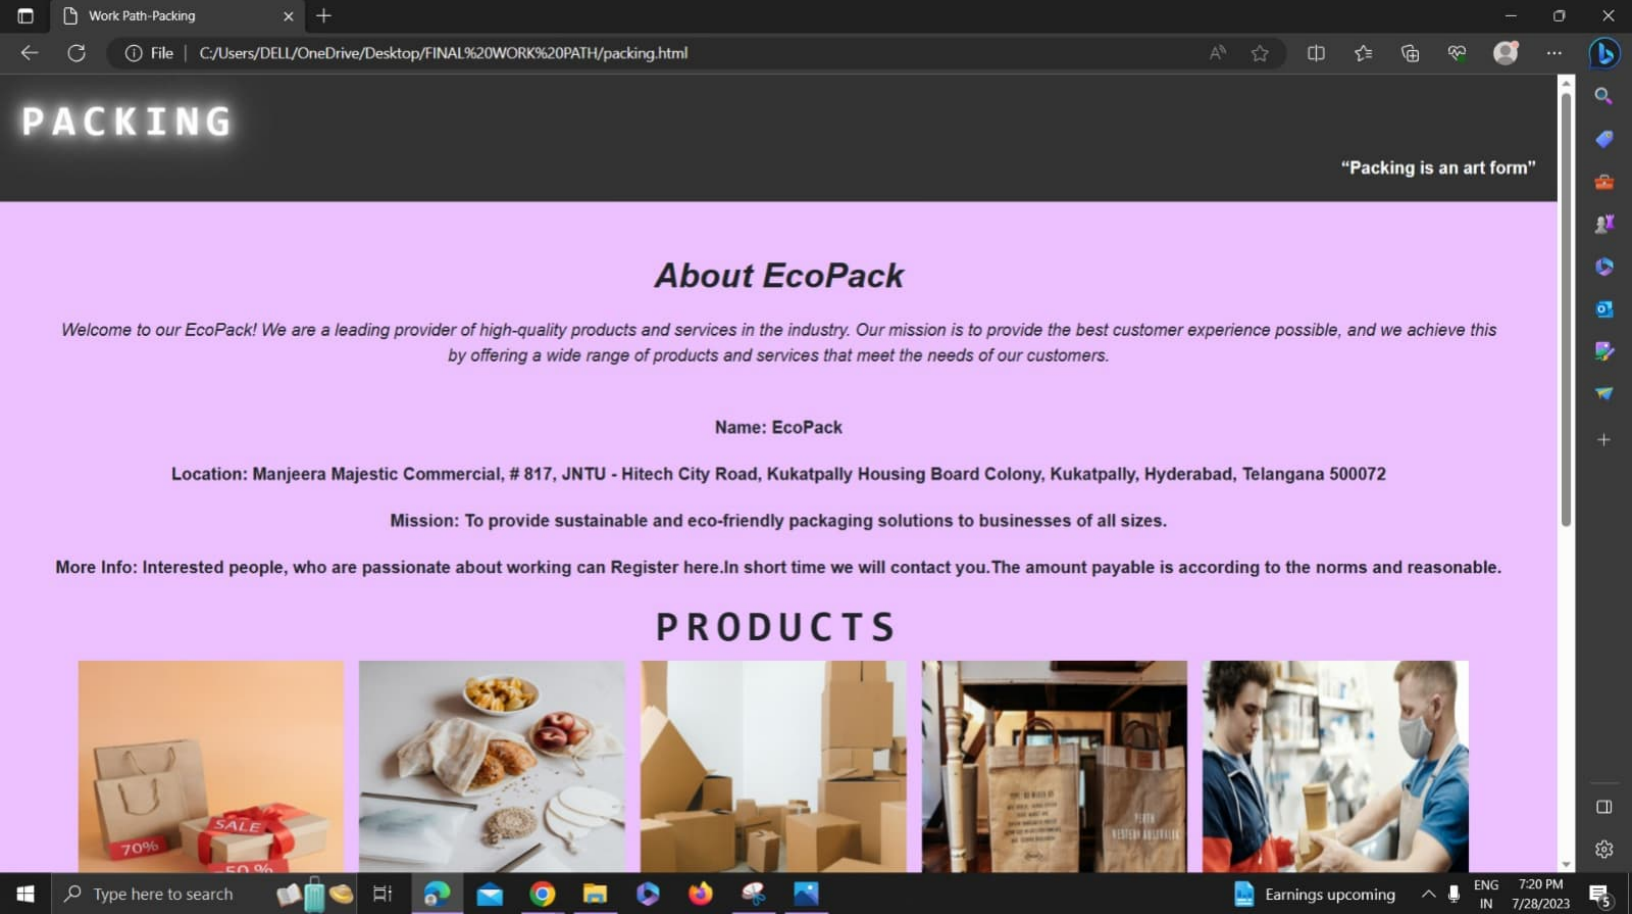 Work Path-Packing
File | C:/Users/DELL/OneDrive/Desktop/FINAL%20WORK%20PATH/packing.html
PACKING
“Packing is an art form”
About EcoPack
Welcome to our EcoPack! We are a leading provider of high-quality products and services in the industry. Our mission is to provide the best customer experience possible, and we achieve this
by offering a wide range of products and services that meet the needs of our customers.
Name: EcoPack
Location: Manjeera Majestic Commercial, # 817, JNTU - Hitech City Road, Kukatpally Housing Board Colony, Kukatpally, Hyderabad, Telangana 500072
Mission: To provide sustainable and eco-friendly packaging solutions to businesses of all sizes.
More Info: Interested people, who are passionate about working can Register here.In short time we will contact you.The amount payable is according to the norms and reasonable.
PRODUCTS
SALE
70%
50%
PERTH
WESTERN AUSTRALIA
Type here to search
Earnings upcoming
ENG
IN
7:20 PM
7/28/2023
5